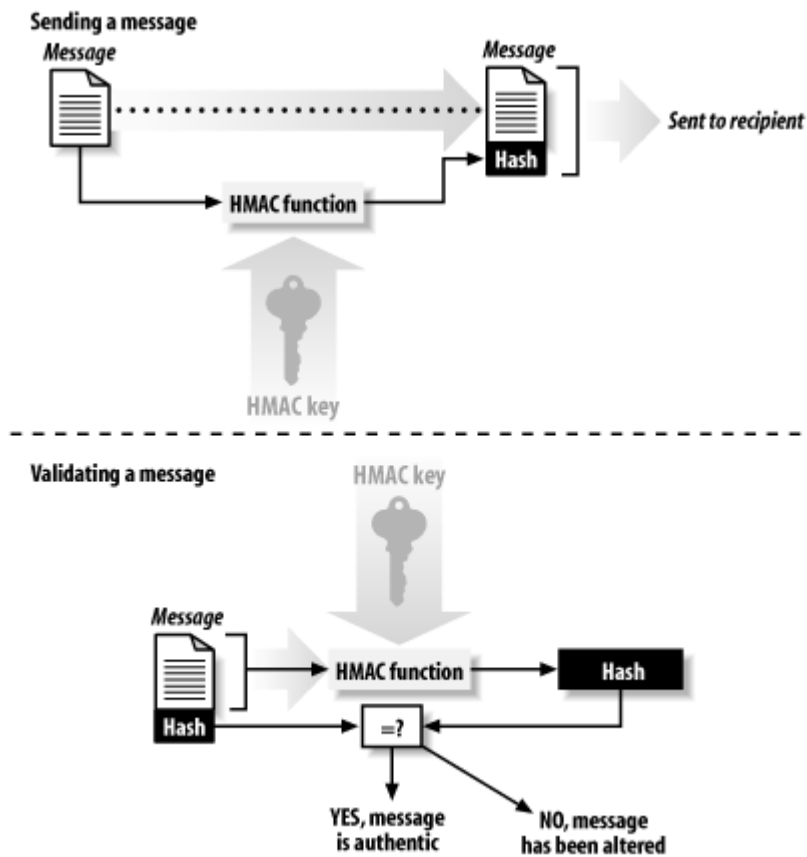 Sending a message
Message
Message
Hash
Sent to recipient
HMAC function
HMAC key
Validating a message
HMAC key
Message
Hash
HMAC function
Hash
=?
YES, message
is authentic
NO, message
has been altered